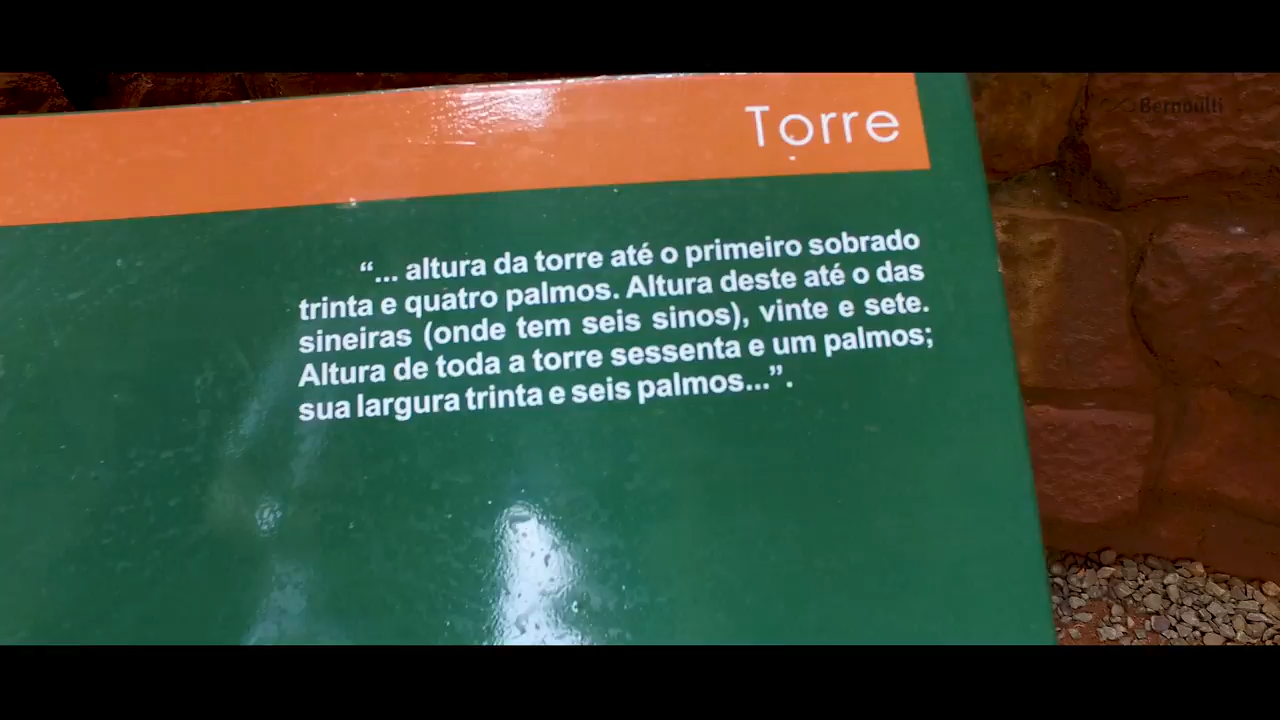 Bernoulli
Torre
“... altura da torre até o primeiro sobrado
trinta e quatro palmos. Altura deste até o das
sineiras (onde tem seis sinos), vinte e sete.
Altura de toda a torre sessenta e um palmos;
sua largura trinta e seis palmos...”.